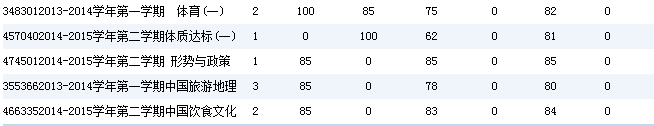 3483012013-2014学年第一学期 体育(一) 2 100 85 75 0 82 0
4570402014-2015学年第二学期体质达标(一) 1 0 100 62 0 81 0
4745012014-2015学年第二学期 形势与政策 1 85 0 85 0 85 0
3553662013-2014学年第一学期中国旅游地理 3 85 0 78 0 80 0
4663352014-2015学年第二学期中国饮食文化 2 85 0 83 0 84 0